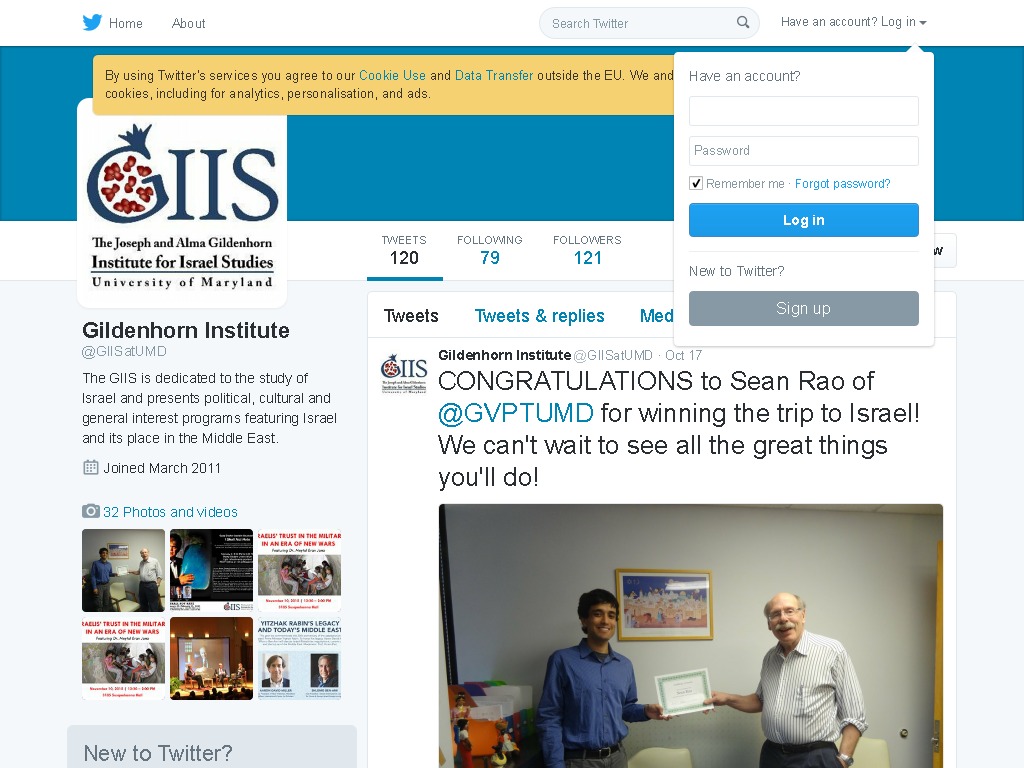 Home
About
Search Twitter
Have an account? Log in
By using Twitter's services you agree to our Cookie Use and Data Transfer outside the EU. We and
cookies, including for analytics, personalisation, and ads.
Have an account?
Password
Remember me · Forgot password?
Log in
New to Twitter?
Sign up
GIIS
The Joseph and Alma Gildenhorn
Institute for Israel Studies
University of Maryland
TWEETS
120
FOLLOWING
79
FOLLOWERS
121
w
Gildenhorn Institute
@GIISatUMD
The GIIS is dedicated to the study of
Israel and presents political, cultural and
general interest programs featuring Israel
and its place in the Middle East.
Joined March 2011
32 Photos and videos
RAELIS' TRUST IN THE MILITAR
IN AN ERA OF NEW WARS
Featuring Dr. Meytal Eran Jona
GIIS
RAELIS' TRUST IN THE MILITAR
IN AN ERA OF NEW WARS
YITZHAK RABIN'S LEGACY
AND TODAY'S MIDDLE EAST
New to Twitter?
Tweets
Tweets & replies
Med
GIIS
Gildenhorn Institute @GIISatUMD · Oct 17
CONGRATULATIONS to Sean Rao of
@GVPTUMD for winning the trip to Israel!
We can't wait to see all the great things
you'll do!